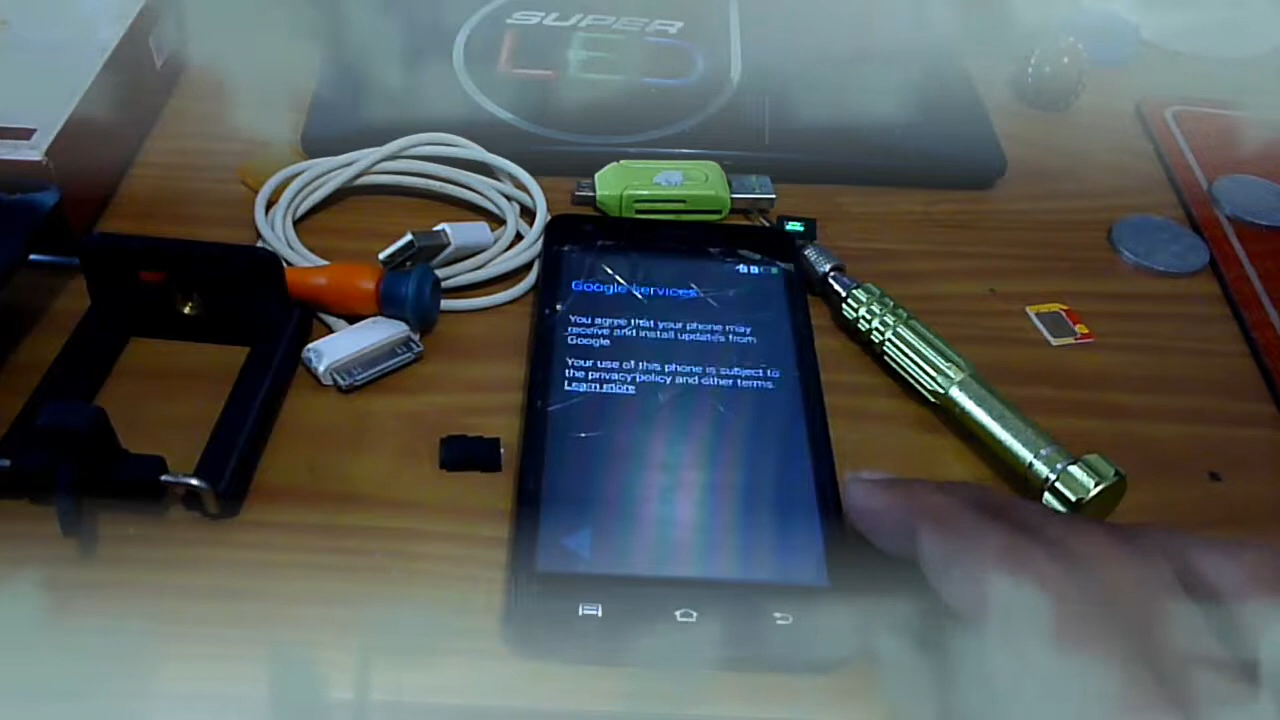 SUPER
LED
Google Services
You agree that your phone may
receive and install updates from
Google.
Your use of this phone is subject to
the privacy policy and other terms.
Learn more